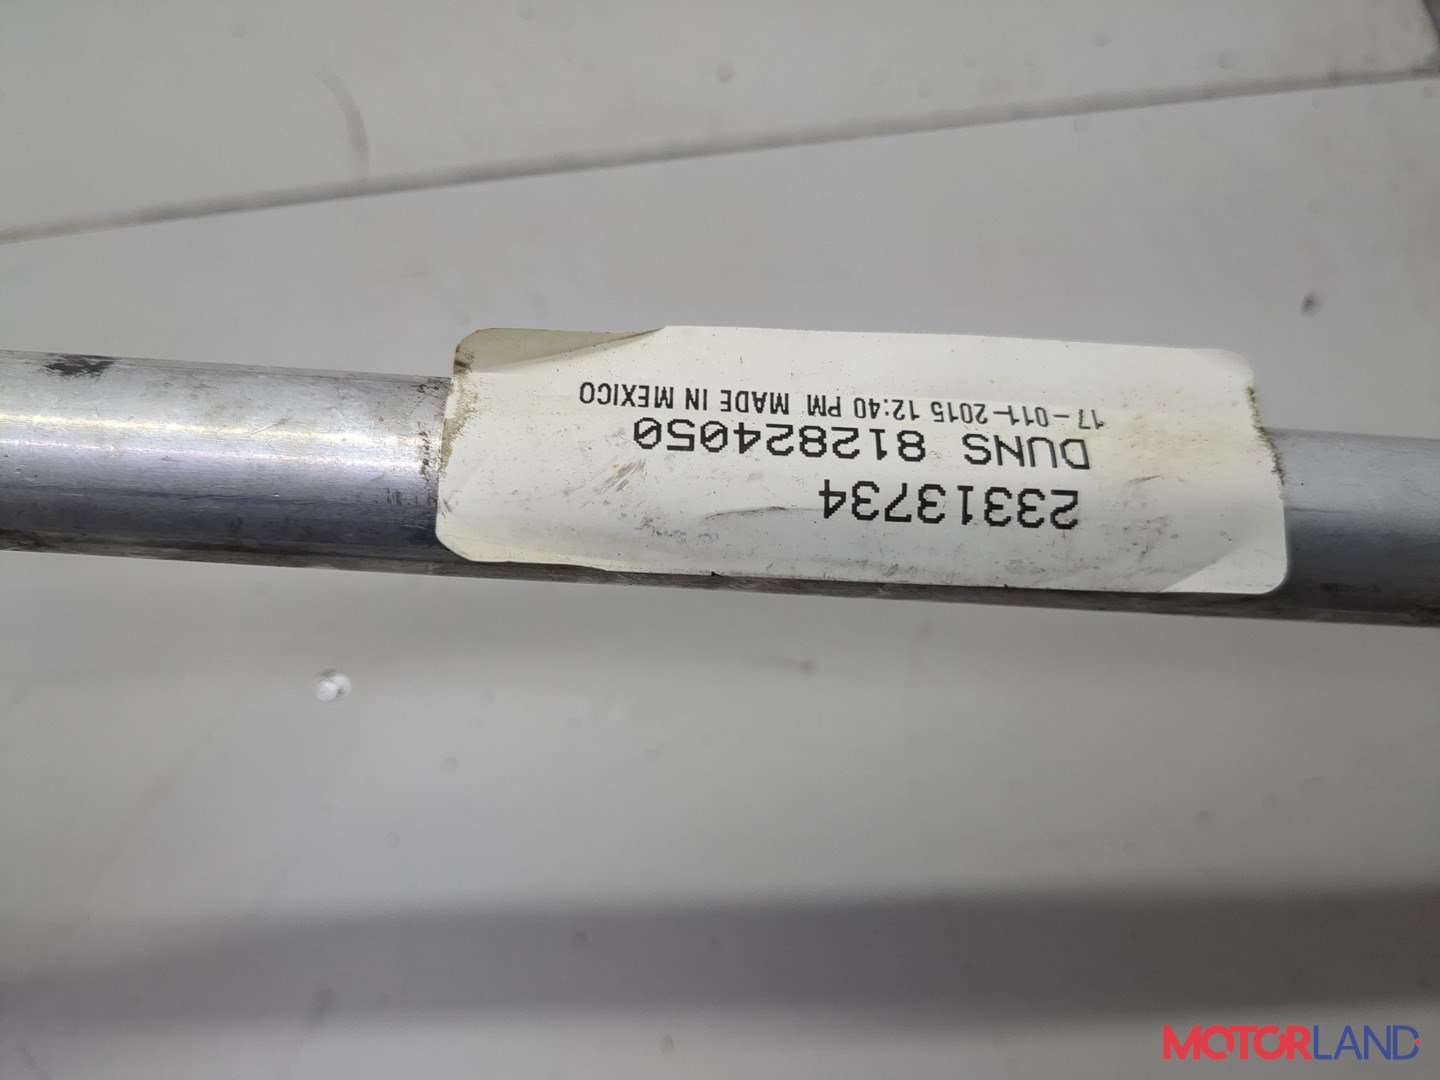 23313734
DUNS 812824050
17-011-2015 12:40 PM MADE IN MEXICO
MOTORLAND